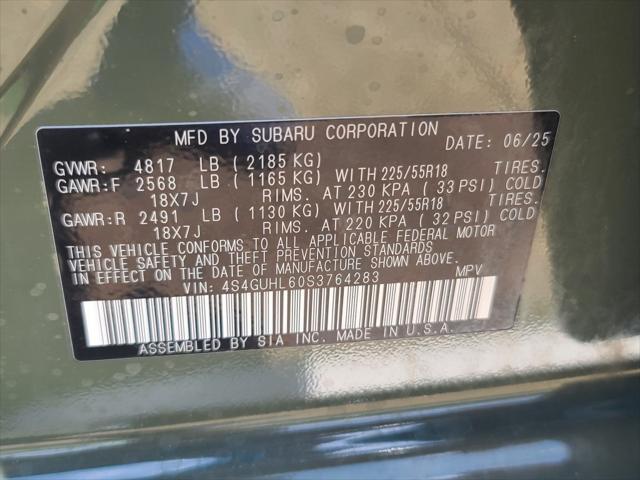 MFD BY SUBARU CORPORATION DATE: 06/25
GVWR: 4817 LB (2185 KG)
GAWR:F 2568 LB (1165 KG) WITH 225/55R18 TIRES.
18X7J RIMS. AT 230 KPA (33 PSI) COLD
GAWR:R 2491 LB (1130 KG) WITH 225/55R18 TIRES.
18X7J RIMS. AT 220 KPA (32 PSI) COLD
THIS VEHICLE CONFORMS TO ALL APPLICABLE FEDERAL MOTOR
VEHICLE SAFETY AND THEFT PREVENTION STANDARDS
IN EFFECT ON THE DATE OF MANUFACTURE SHOWN ABOVE.
VIN: 4S4GUHL60S3764283 MPV
ASSEMBLED BY SIA INC. MADE IN U.S.A.